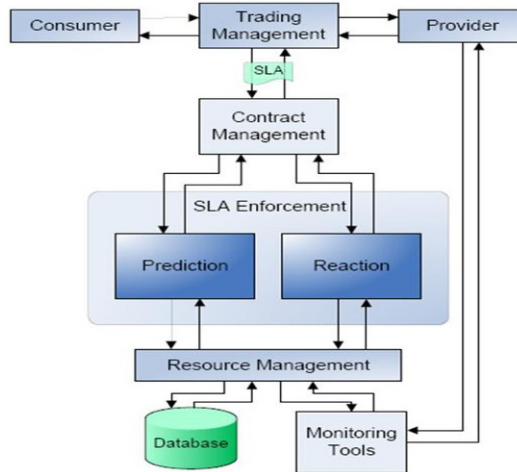 Consumer
Trading
Management
Provider
SLA
Contract
Management
SLA Enforcement
Prediction
Reaction
Resource Management
Database
Monitoring
Tools